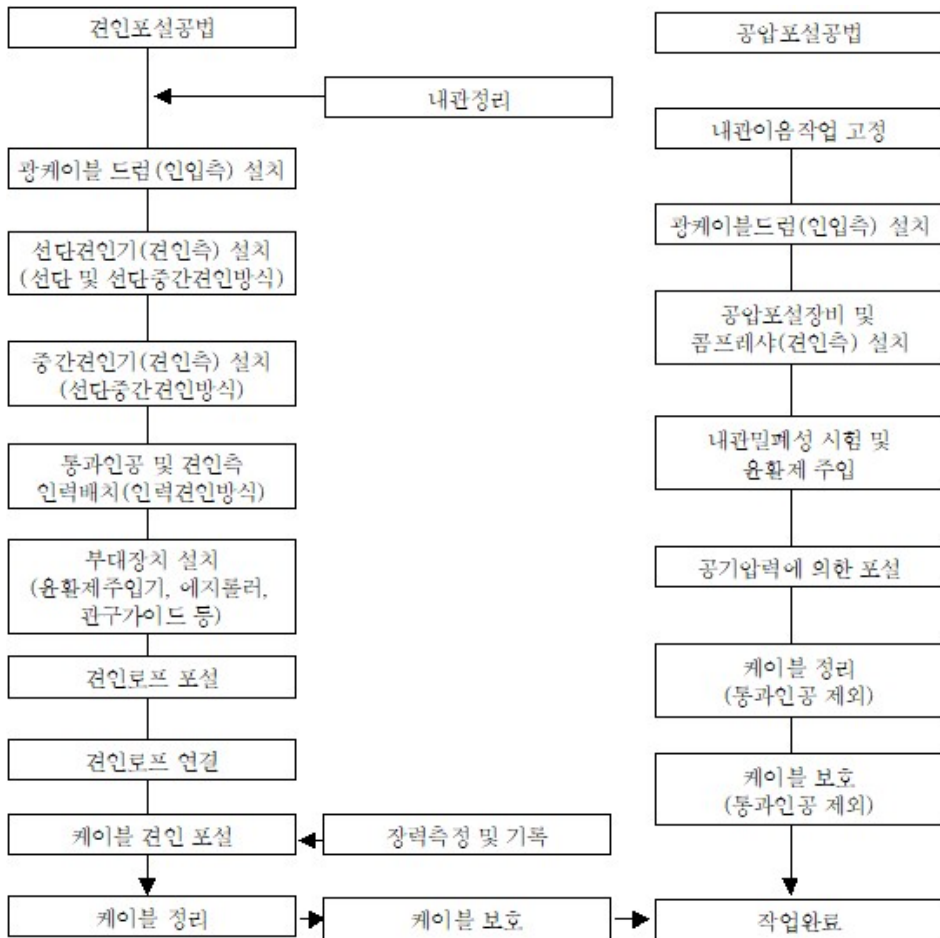 견인포설공법
내관정리
광케이블 드럼(인입측) 설치
선단견인기(견인측) 설치
(선단 및 선단중간견인방식)
중간견인기(견인측) 설치
(선단중간견인방식)
통과인공 및 견인측
인력배치(인력견인방식)
부대장치 설치
(윤활제주입기, 에지롤러,
관구가이드 등)
견인로프 포설
견인로프 연결
케이블 견인 포설
장력측정 및 기록
케이블 정리
케이블 보호
공압포설공법
내관이음작업 고정
광케이블드럼(인입측) 설치
공압포설장비 및
콤프레샤(견인측) 설치
내관밀폐성 시험 및
윤활제 주입
공기압력에 의한 포설
케이블 정리
(통과인공 제외)
케이블 보호
(통과인공 제외)
작업완료